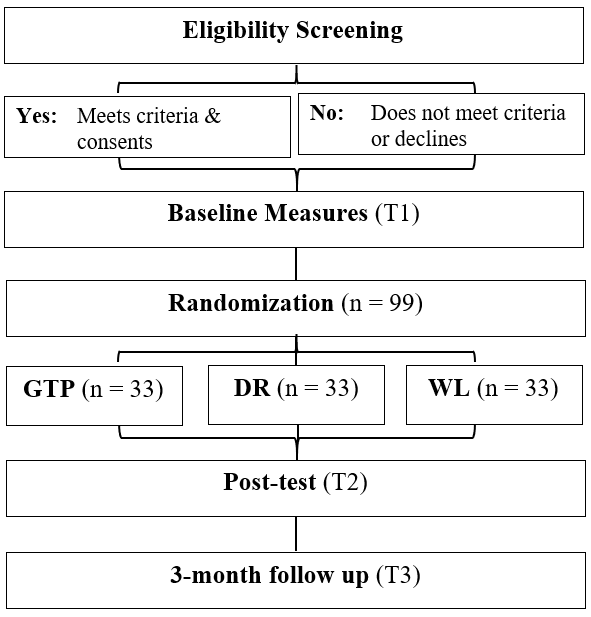 Eligibility Screening
Yes: Meets criteria &
consents
No: Does not meet criteria
or declines
Baseline Measures (T1)
Randomization (n = 99)
GTP (n = 33)
DR (n = 33)
WL (n = 33)
Post-test (T2)
3-month follow up (T3)